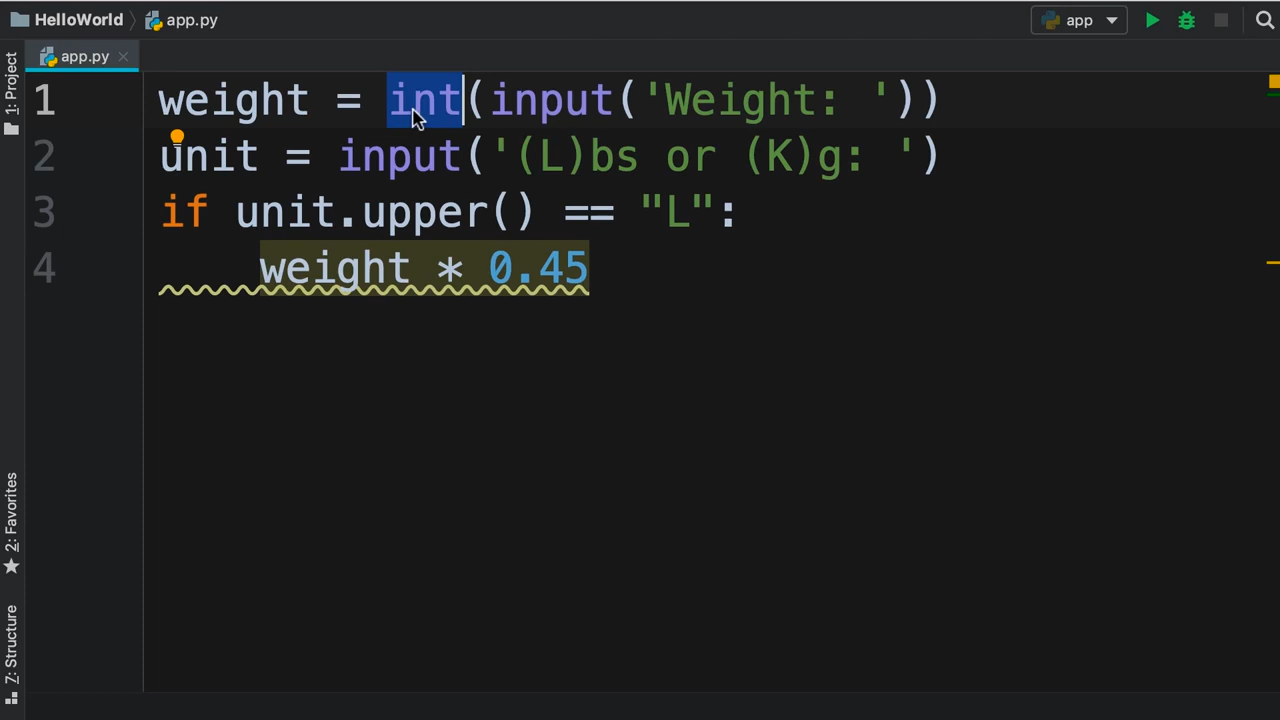 HelloWorld app.py app
app.py
1: Project
1 weight = int(input('Weight: '))
2 unit = input('(L)bs or (K)g: ')
3 if unit.upper() == "L":
4 weight * 0.45
2: Favorites
7: Structure